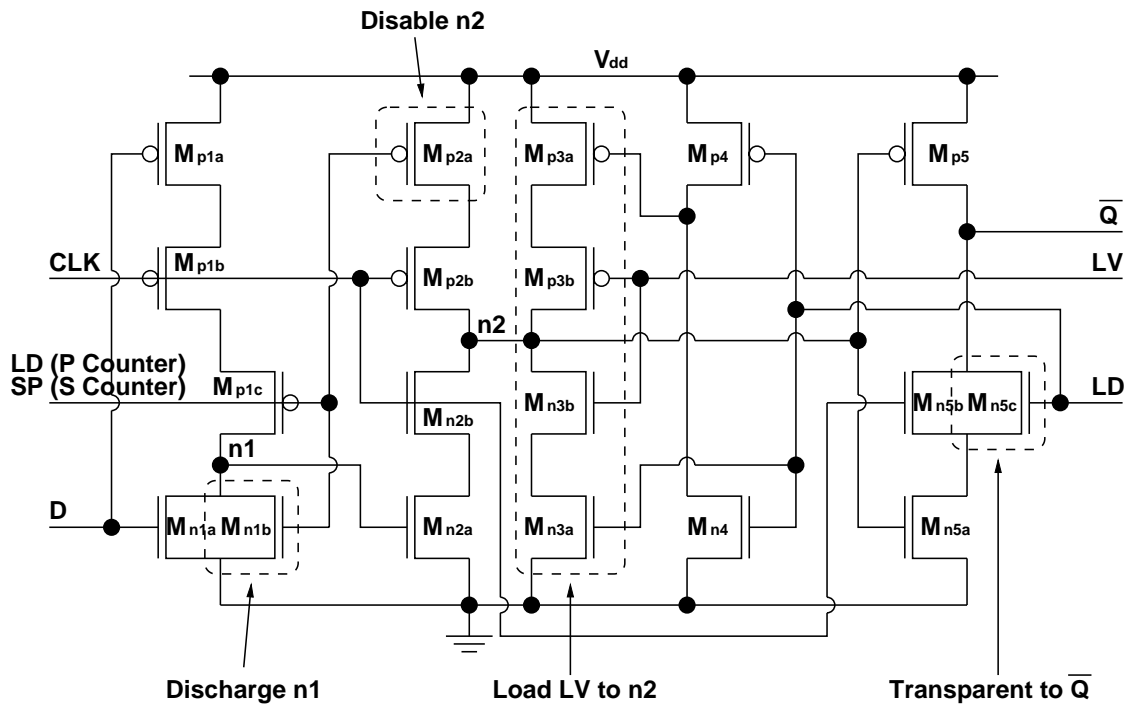 Disable n2
Vdd
Mp1a
Mp2a
Mp3a
Mp4
Mp5
Q̅
CLK
Mp1b
Mp2b
Mp3b
LV
n2
LD (P Counter)
SP (S Counter)
Mp1c
Mn2b
Mn3b
Mn5b
Mn5c
LD
n1
D
Mn1a
Mn1b
Mn2a
Mn3a
Mn4
Mn5a
Discharge n1
Load LV to n2
Transparent to Q̅